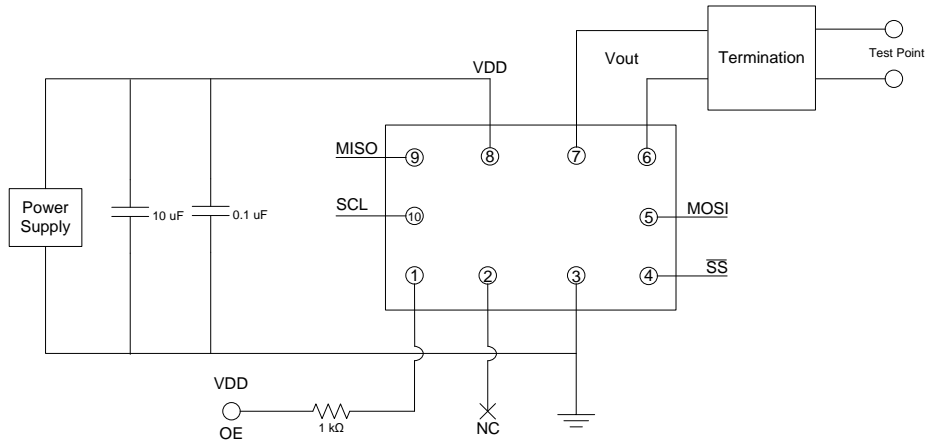 Vout
Termination
Test Point
VDD
MISO
9
8
7
6
Power
Supply
10 uF
0.1 uF
SCL
10
5
MOSI
1
2
3
4
SS
VDD
OE
1 kΩ
NC